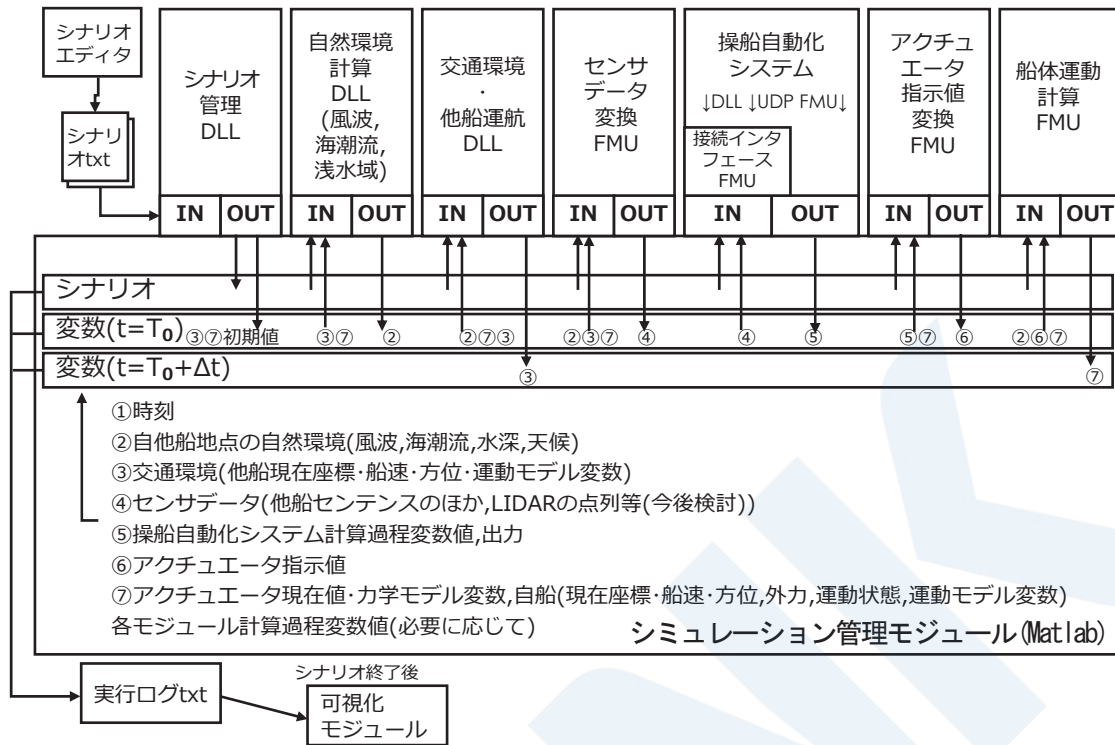 シナリオ
エディタ
シナリ
オtxt
シナリオ
管理
DLL
自然環境
計算
DLL
(風波,
海潮流,
浅水域)
交通環境
・
他船運航
DLL
センサ
データ
変換
FMU
操船自動化
システム
↓DLL ↓UDP FMU↓
接続インタ
フェース
FMU
アクチュ
エータ
指示値
変換
FMU
船体運動
計算
FMU
IN OUT IN OUT IN OUT IN OUT IN OUT IN OUT IN OUT
シナリオ
変数(t=T₀)③⑦初期値 ③⑦ ② ②⑦③ ②③⑦ ④ ④ ⑤ ⑤⑦ ⑥ ②⑥⑦
変数(t=T₀+Δt) ③ ⑦
①時刻
②自他船地点の自然環境(風波,海潮流,水深,天候)
③交通環境(他船現在座標・船速・方位・運動モデル変数)
④センサデータ(他船センテンスのほか,LIDARの点列等(今後検討))
⑤操船自動化システム計算過程変数値,出力
⑥アクチュエータ指示値
⑦アクチュエータ現在値・力学モデル変数,自船(現在座標・船速・方位,外力,運動状態,運動モデル変数)
各モジュール計算過程変数値(必要に応じて)
シミュレーション管理モジュール(Matlab)
実行ログtxt
シナリオ終了後
可視化
モジュール